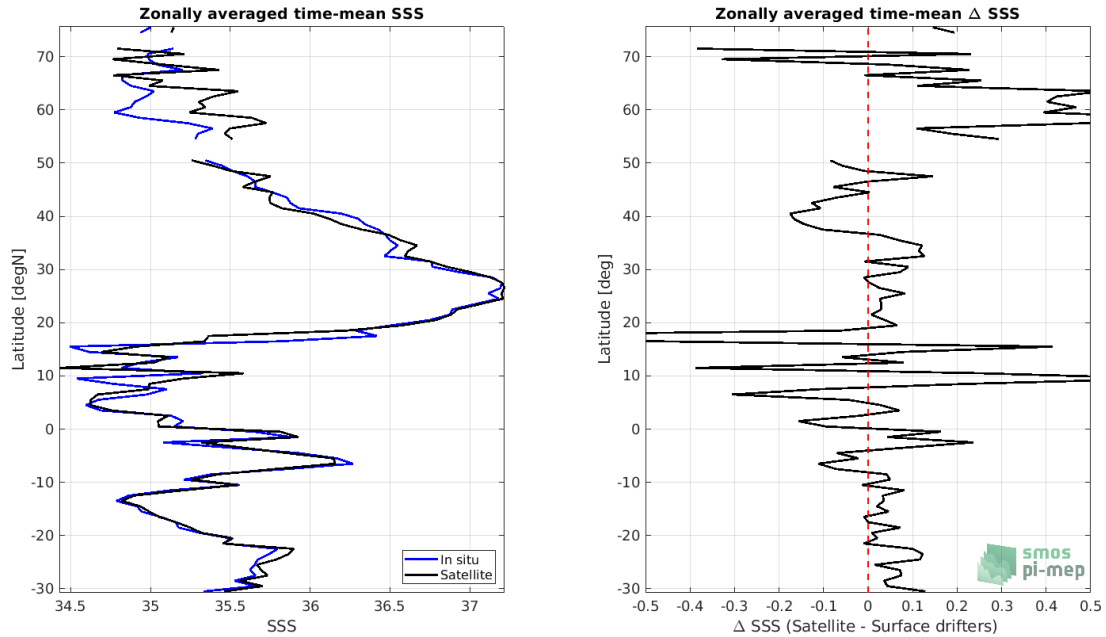 Zonally averaged time-mean SSS
Latitude [degN]
70
60
50
40
30
20
10
0
-10
-20
-30
34.5 35 35.5 36 36.5 37
SSS
In situ
Satellite
Zonally averaged time-mean Δ SSS
Latitude [deg]
70
60
50
40
30
20
10
0
-10
-20
-30
-0.5 -0.4 -0.3 -0.2 -0.1 0 0.1 0.2 0.3 0.4 0.5
Δ SSS (Satellite - Surface drifters)
smos
pi-mep